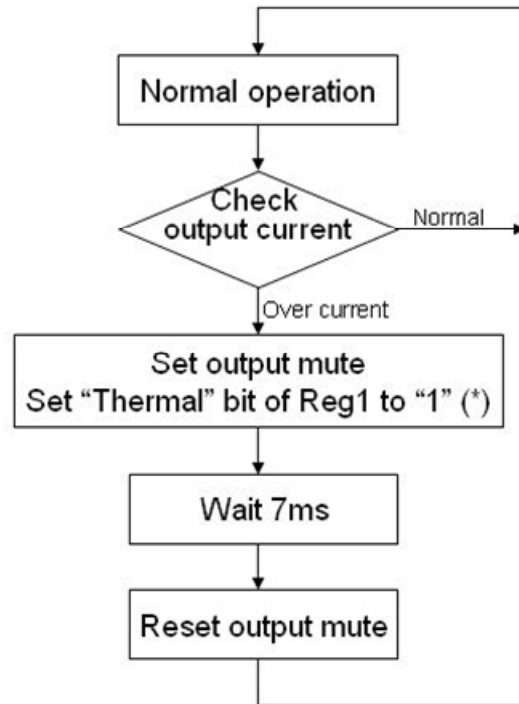 Normal operation
Check
output current
Normal
Over current
Set output mute
Set “Thermal” bit of Reg1 to “1” (*)
Wait 7ms
Reset output mute